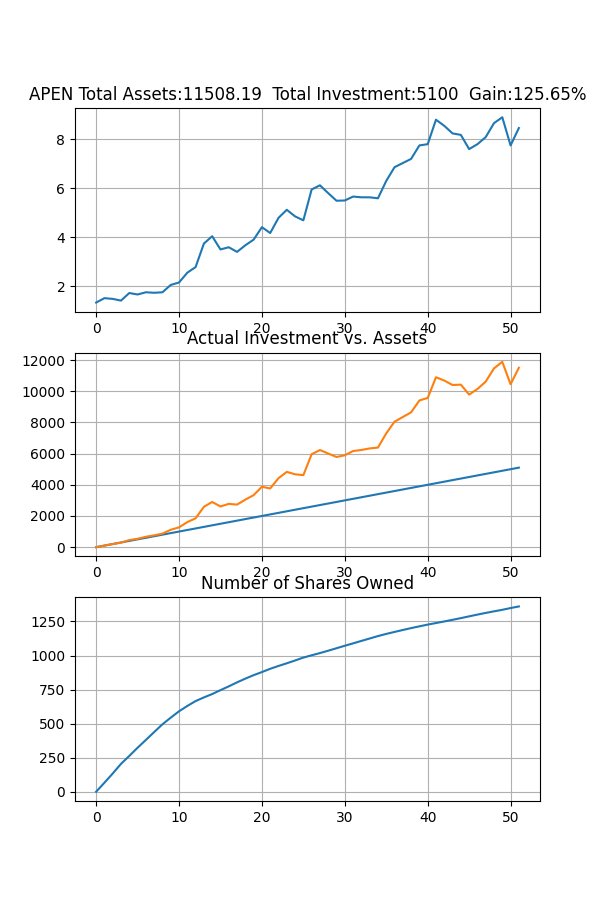 APEN Total Assets:11508.19  Total Investment:5100  Gain:125.65%
8
6
4
2
0 10 20 30 40 50
Actual Investment vs. Assets
12000
10000
8000
6000
4000
2000
0
0 10 20 30 40 50
Number of Shares Owned
1250
1000
750
500
250
0
0 10 20 30 40 50